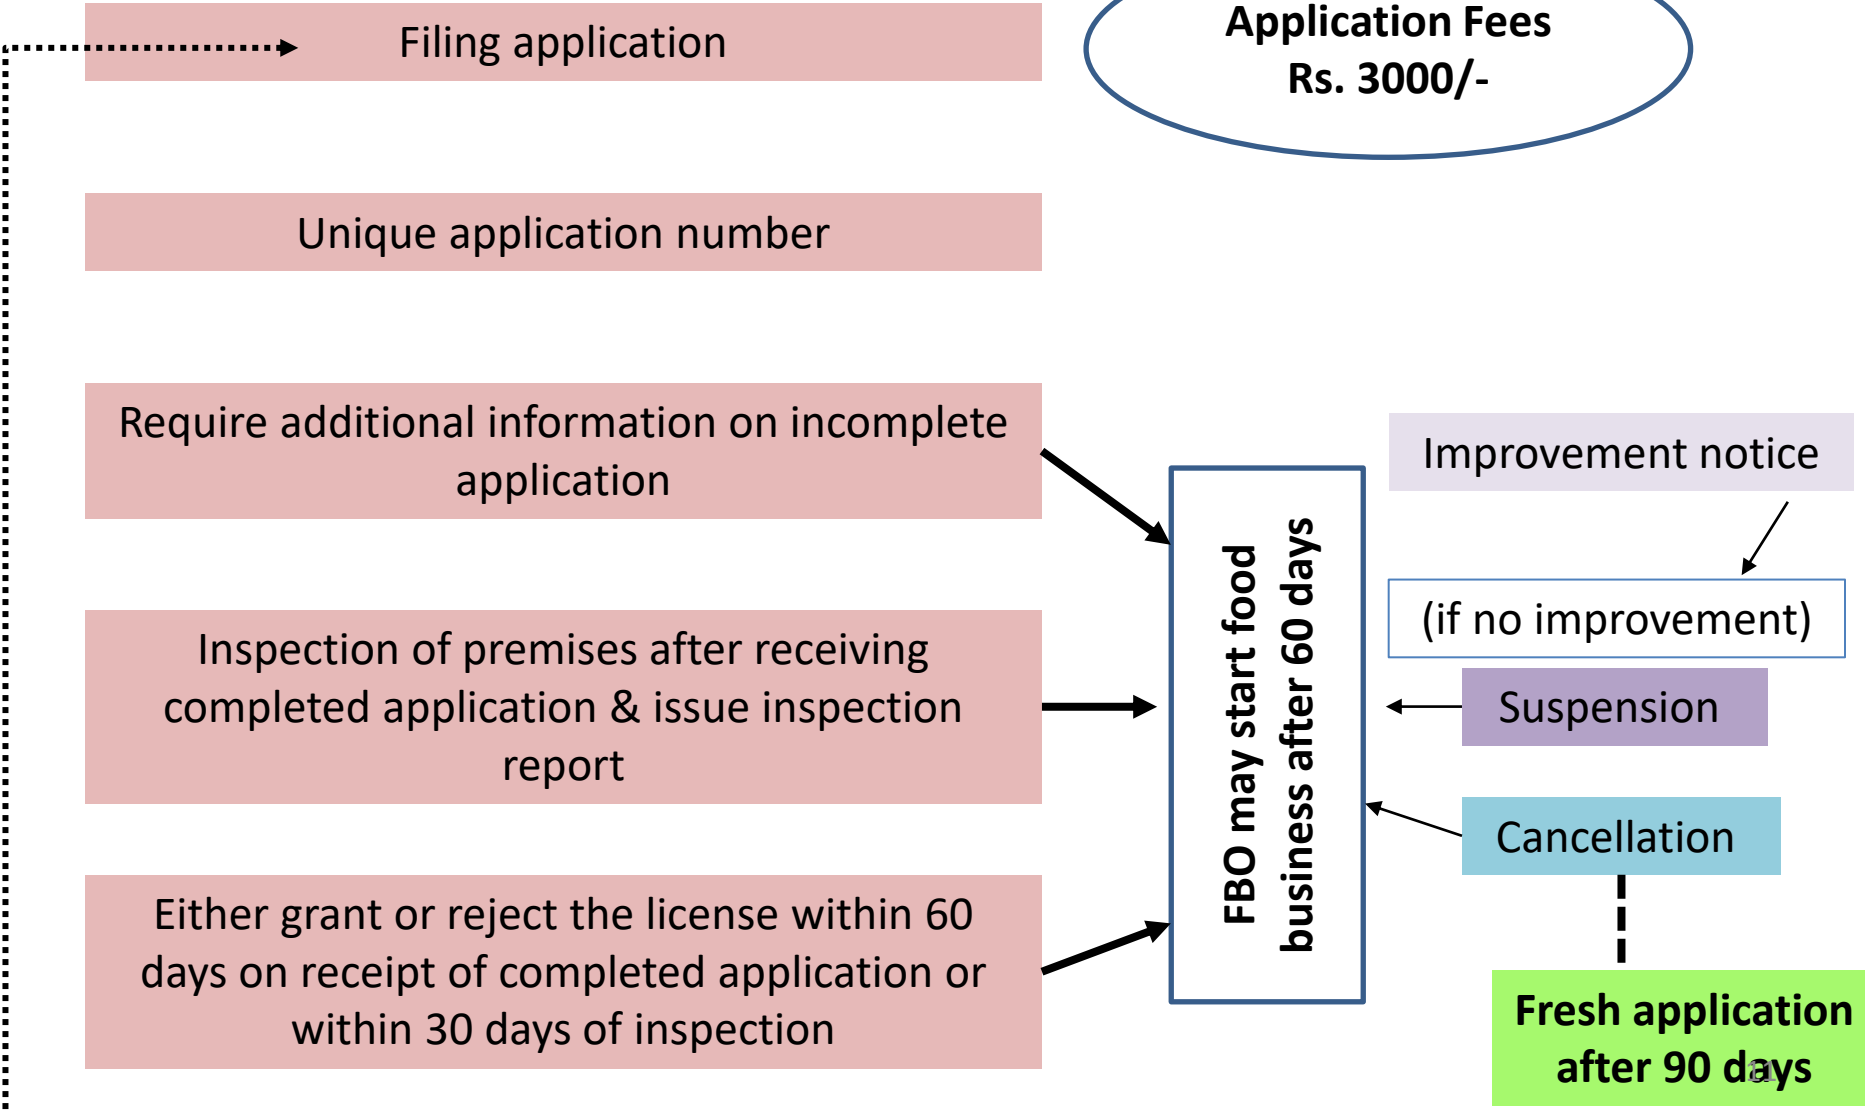 Filing application
Application Fees
Rs. 3000/-
Unique application number
Require additional information on incomplete
application
Inspection of premises after receiving
completed application & issue inspection
report
Either grant or reject the license within 60
days on receipt of completed application or
within 30 days of inspection
FBO may start food
business after 60 days
Improvement notice
(if no improvement)
Suspension
Cancellation
Fresh application
after 90 days
11